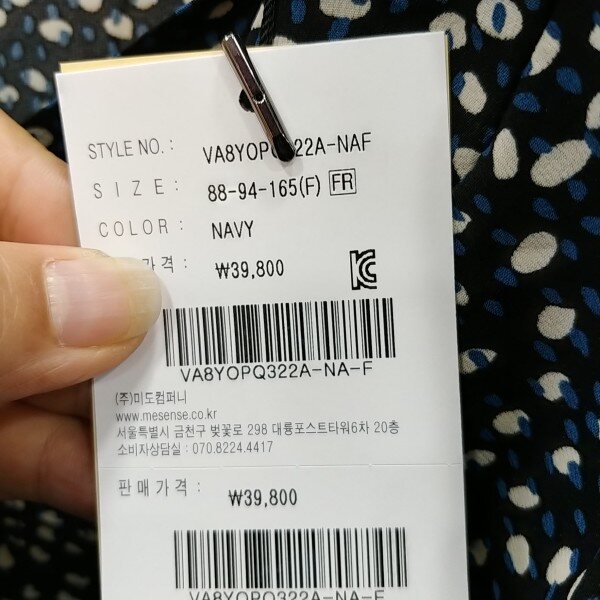 STYLE NO. : VA8YOPQ322A-NAF
SIZE : 88-94-165(F) FR
COLOR : NAVY
가격 : ₩39,800
VA8YOPQ322A-NA-F
(주)미도컴퍼니
www.mesense.co.kr
서울특별시 금천구 벚꽃로 298 대륭포스트타워6차 20층
소비자상담실 : 070.8224.4417
판매가격 : ₩39,800
VA8YOPQ322A-NA-F